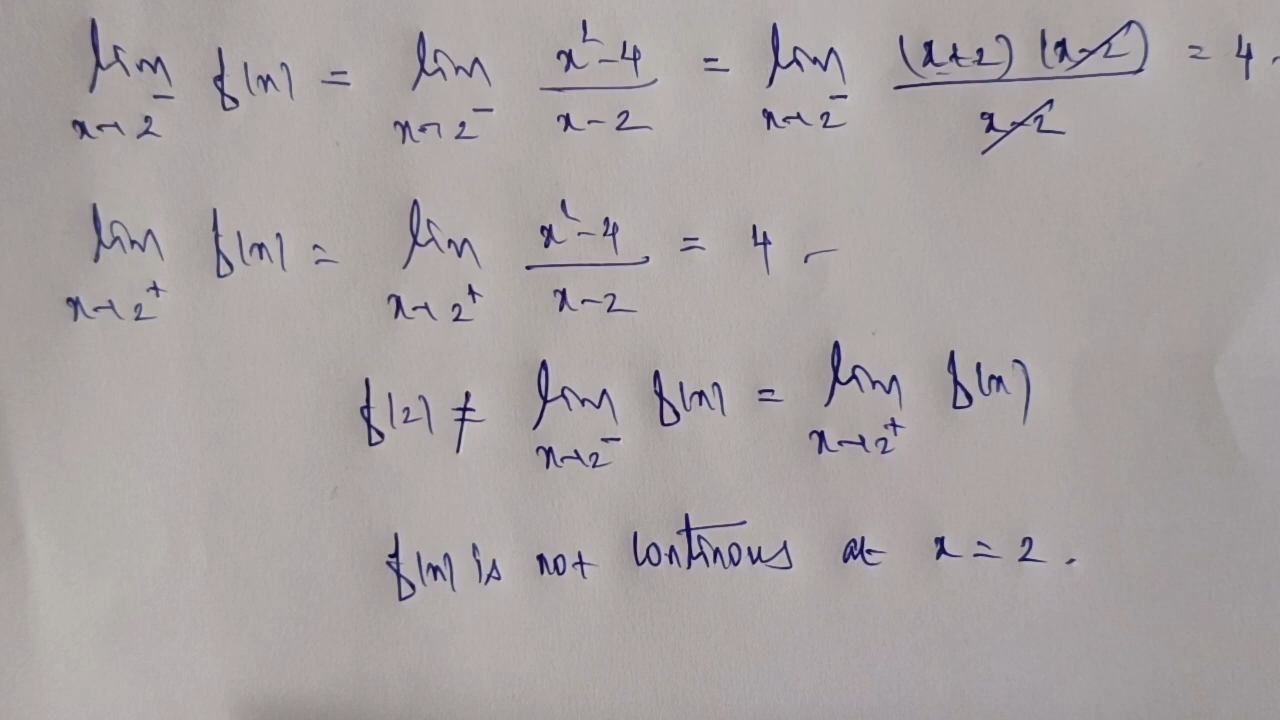 lim x→2⁻ f(x) = lim x→2⁻ x²-4 / x-2 = lim x→2⁻ (x+2) (x-2) / x-2 = 4.
lim x→2⁺ f(x) = lim x→2⁺ x²-4 / x-2 = 4 -
f(2) ≠ lim x→2⁻ f(x) = lim x→2⁺ f(x)
f(x) is not continous at x = 2.